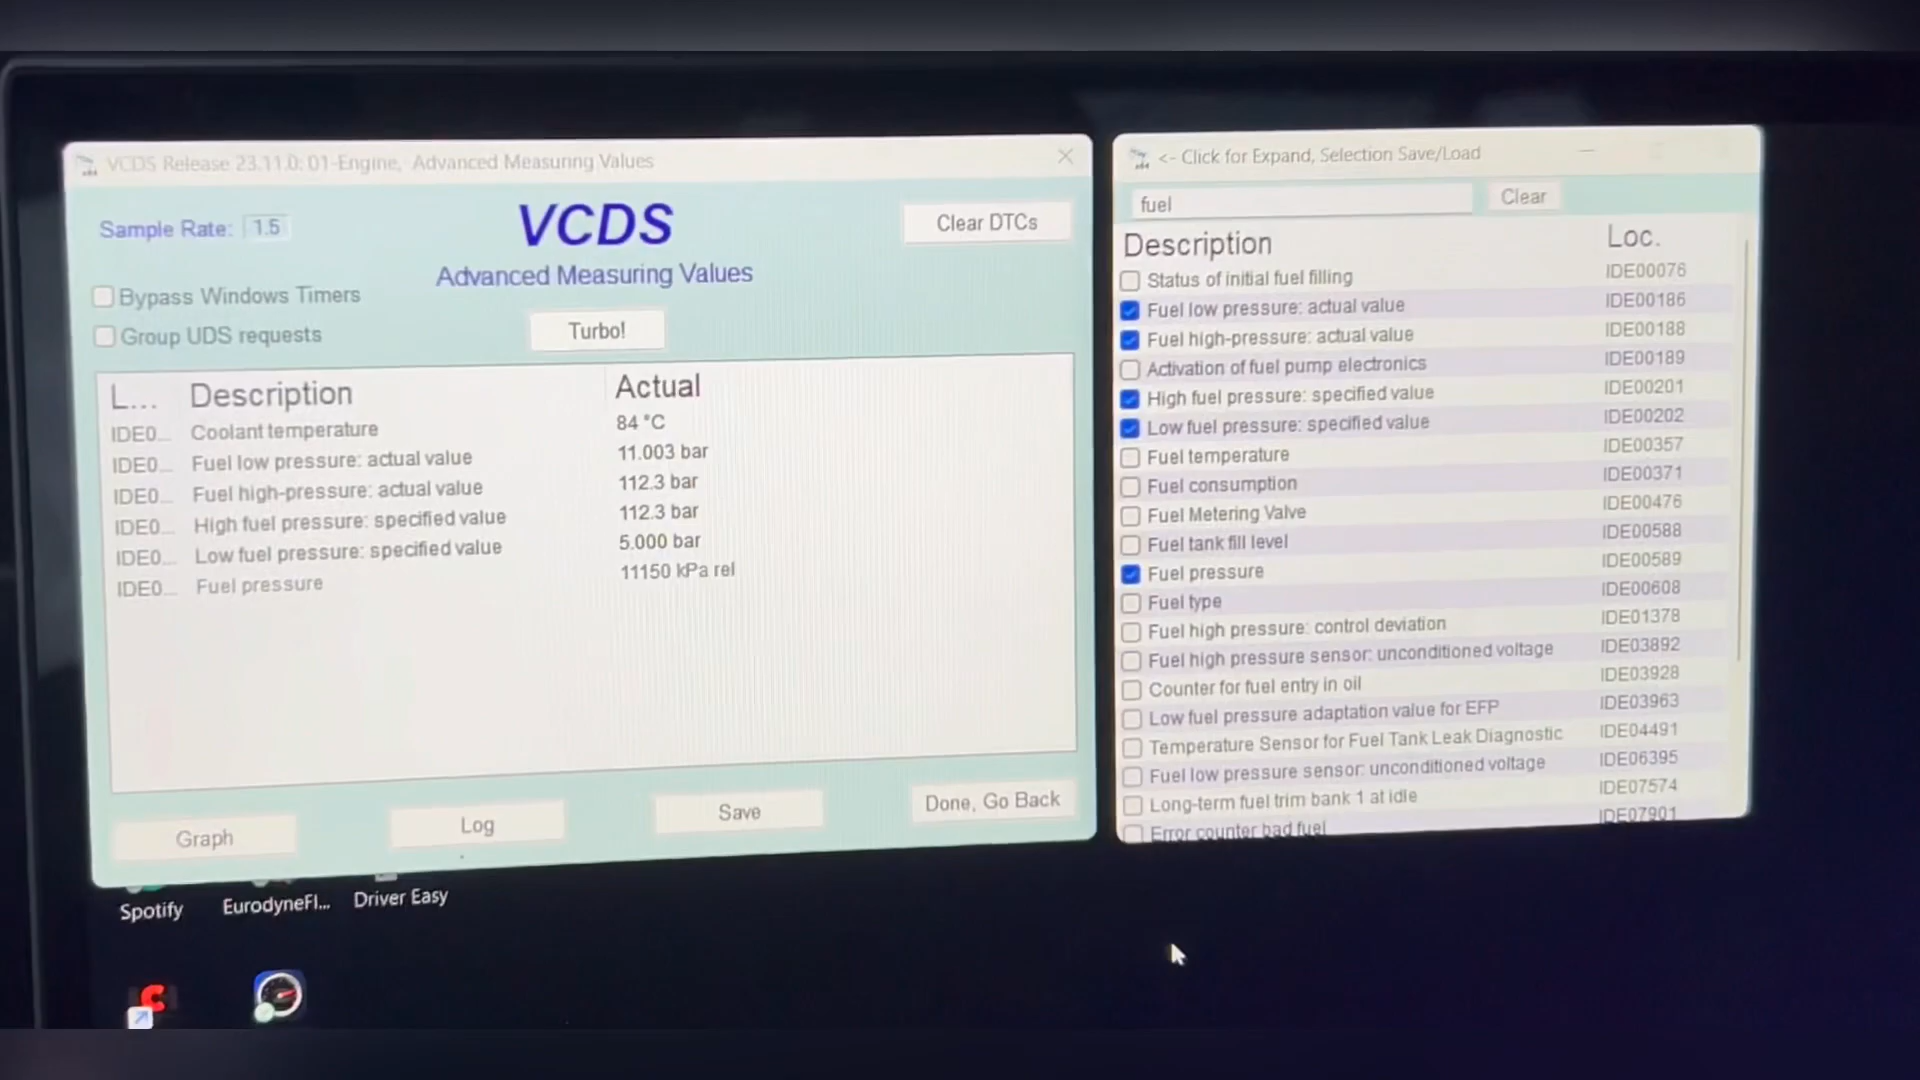 VCDS Release 23.11.0: 01-Engine, Advanced Measuring Values
Sample Rate: 1.5
VCDS
Clear DTCs
Advanced Measuring Values
Bypass Windows Timers
Group UDS requests
Turbo!
L... Description Actual
IDE0... Coolant temperature 84 °C
IDE0... Fuel low pressure: actual value 11.003 bar
IDE0... Fuel high-pressure: actual value 112.3 bar
IDE0... High fuel pressure: specified value 112.3 bar
IDE0... Low fuel pressure: specified value 5.000 bar
IDE0... Fuel pressure 11150 kPa rel
Graph Log Save Done, Go Back
<- Click for Expand, Selection Save/Load
fuel Clear
Description Loc.
Status of initial fuel filling IDE00076
Fuel low pressure: actual value IDE00186
Fuel high-pressure: actual value IDE00188
Activation of fuel pump electronics IDE00189
High fuel pressure: specified value IDE00201
Low fuel pressure: specified value IDE00202
Fuel temperature IDE00357
Fuel consumption IDE00371
Fuel Metering Valve IDE00476
Fuel tank fill level IDE00588
Fuel pressure IDE00589
Fuel type IDE00608
Fuel high pressure: control deviation IDE01378
Fuel high pressure sensor: unconditioned voltage IDE03892
Counter for fuel entry in oil IDE03928
Low fuel pressure adaptation value for EFP IDE03963
Temperature Sensor for Fuel Tank Leak Diagnostic IDE04491
Fuel low pressure sensor: unconditioned voltage IDE06395
Long-term fuel trim bank 1 at idle IDE07574
Error counter bad fuel IDE07901
Spotify EurodyneFl... Driver Easy